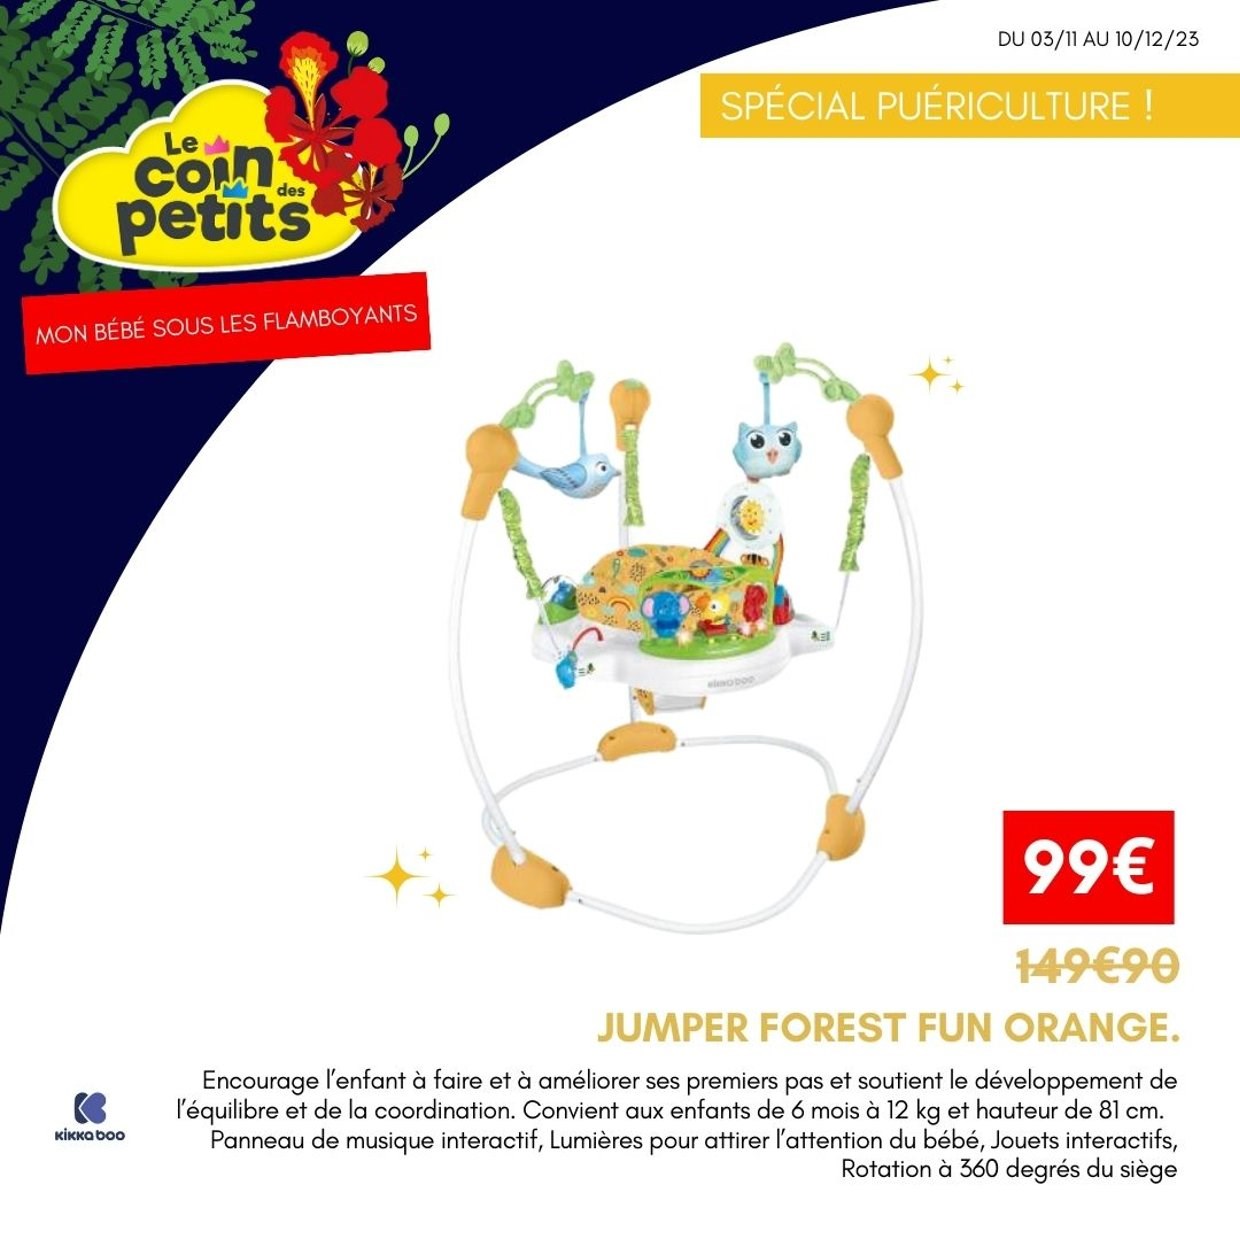 DU 03/11 AU 10/12/23
SPÉCIAL PUÉRICULTURE !
Le
coin
des
petits
MON BÉBÉ SOUS LES FLAMBOYANTS
kikkaboo
99€
149€90
JUMPER FOREST FUN ORANGE.
Encourage l'enfant à faire et à améliorer ses premiers pas et soutient le développement de
l'équilibre et de la coordination. Convient aux enfants de 6 mois à 12 kg et hauteur de 81 cm.
Panneau de musique interactif, Lumières pour attirer l'attention du bébé, Jouets interactifs,
Rotation à 360 degrés du siège
KIKKA BOO